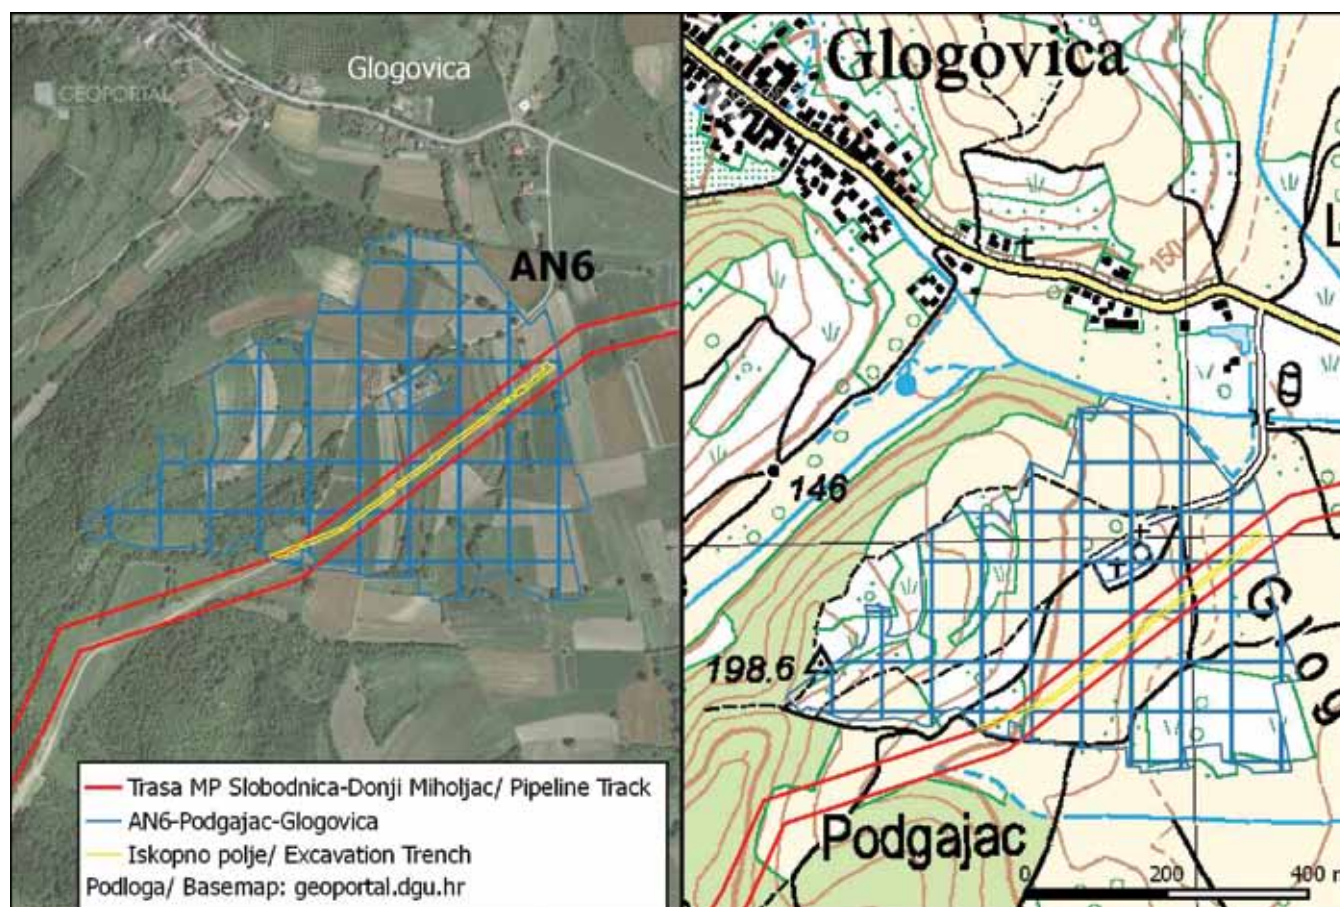 Glogovica
GEOPORTAL
AN6
Trasa MP Slobodnica-Donji Miholjac/ Pipeline Track
AN6-Podgajac-Glogovica
Iskopno polje/ Excavation Trench
Podloga/ Basemap: geoportal.dgu.hr
Glogovica
150
L
146
198.6
Glog
Podgajac
0 200 400 m